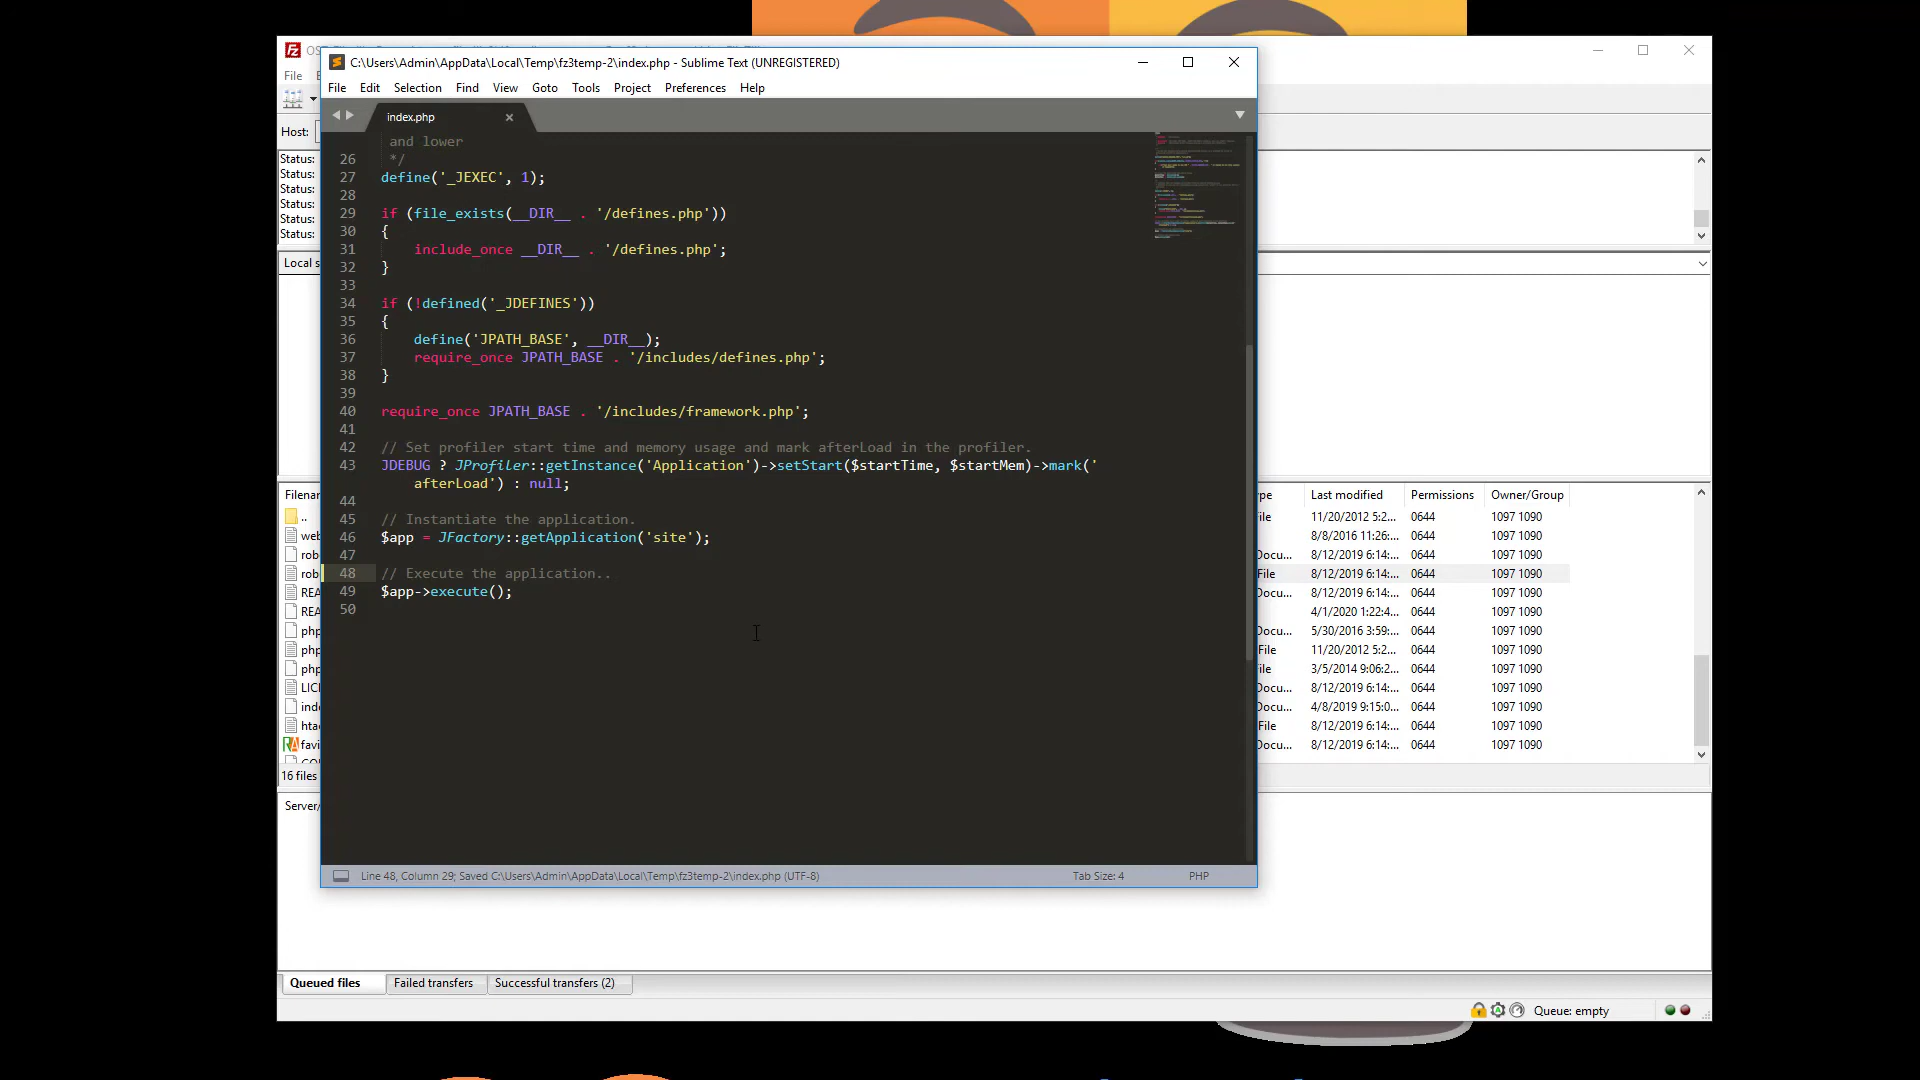 C:\Users\Admin\AppData\Local\Temp\fz3temp-2\index.php - Sublime Text (UNREGISTERED)
File Edit Selection Find View Goto Tools Project Preferences Help
index.php
and lower
26 */
27 define('_JEXEC', 1);
28
29 if (file_exists(__DIR__ . '/defines.php'))
30 {
31 include_once __DIR__ . '/defines.php';
32 }
33
34 if (!defined('_JDEFINES'))
35 {
36 define('JPATH_BASE', __DIR__);
37 require_once JPATH_BASE . '/includes/defines.php';
38 }
39
40 require_once JPATH_BASE . '/includes/framework.php';
41
42 // Set profiler start time and memory usage and mark afterLoad in the profiler.
43 JDEBUG ? JProfiler::getInstance('Application')->setStart($startTime, $startMem)->mark('
afterLoad') : null;
44
45 // Instantiate the application.
46 $app = JFactory::getApplication('site');
47
48 // Execute the application..
49 $app->execute();
50
Line 48, Column 29; Saved C:\Users\Admin\AppData\Local\Temp\fz3temp-2\index.php (UTF-8) Tab Size: 4 PHP
File
Host:
Status:
Status:
Status:
Status:
Status:
Status:
Local s
Filenar
..
web
rob
rob
REA
REA
php
php
php
LICI
inde
htac
favi
16 files
pe Last modified Permissions Owner/Group
ile 11/20/2012 5:2... 0644 1097 1090
8/8/2016 11:26:... 0644 1097 1090
Docu... 8/12/2019 6:14:... 0644 1097 1090
File 8/12/2019 6:14:... 0644 1097 1090
Docu... 8/12/2019 6:14:... 0644 1097 1090
4/1/2020 1:22:4... 0644 1097 1090
Docu... 5/30/2016 3:59:... 0644 1097 1090
File 11/20/2012 5:2... 0644 1097 1090
ile 3/5/2014 9:06:2... 0644 1097 1090
Docu... 8/12/2019 6:14:... 0644 1097 1090
Docu... 4/8/2019 9:15:0... 0644 1097 1090
File 8/12/2019 6:14:... 0644 1097 1090
Docu... 8/12/2019 6:14:... 0644 1097 1090
Server/
Queued files Failed transfers Successful transfers (2)
Queue: empty